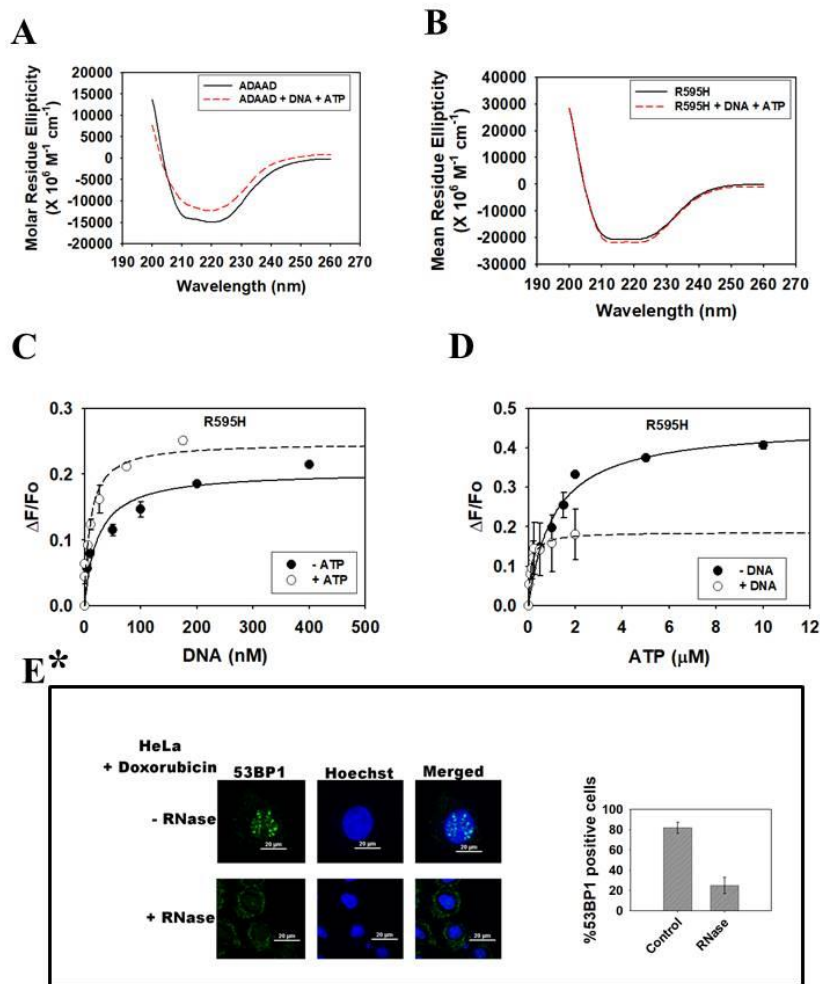 A
Molar Residue Ellipticity
(X 10⁶ M⁻¹ cm⁻¹)
20000
15000
10000
5000
0
-5000
-10000
-15000
-20000
ADAAD
ADAAD + DNA + ATP
190 200 210 220 230 240 250 260 270
Wavelength (nm)
B
Mean Residue Ellipticity
(X 10⁶ M⁻¹ cm⁻¹)
40000
30000
20000
10000
0
-10000
-20000
-30000
R595H
R595H + DNA + ATP
190 200 210 220 230 240 250 260 270
Wavelength (nm)
C
ΔF/Fo
0.3
0.2
0.1
0.0
R595H
- ATP
+ ATP
0 100 200 300 400 500
DNA (nM)
D
ΔF/Fo
0.5
0.4
0.3
0.2
0.1
0.0
R595H
- DNA
+ DNA
0 2 4 6 8 10 12
ATP (μM)
E*
HeLa
+ Doxorubicin
53BP1 Hoechst Merged
- RNase
20 μm 20 μm 20 μm
+ RNase
20 μm 20 μm 20 μm
%53BP1 positive cells
100
80
60
40
20
0
Control
RNase